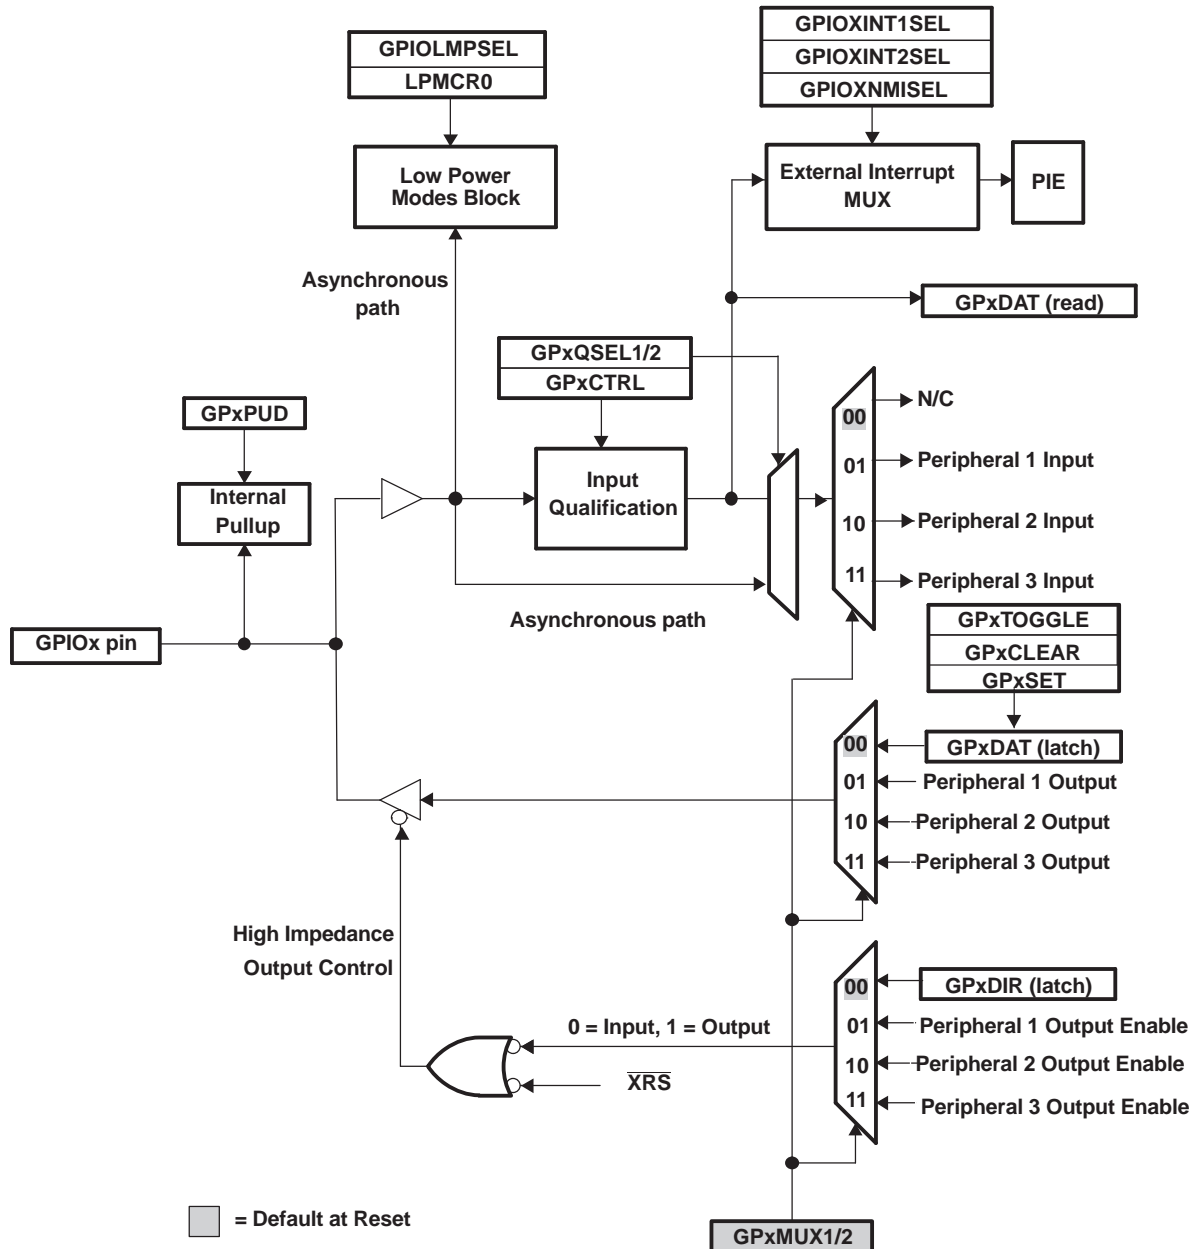 GPIOLMPSEL
LPMCR0
Low Power
Modes Block
GPIOXINT1SEL
GPIOXINT2SEL
GPIOXNMISEL
External Interrupt
MUX
PIE
Asynchronous
path
GPxDAT (read)
GPxQSEL1/2
GPxCTRL
GPxPUD
Internal
Pullup
Input
Qualification
00
01
10
11
N/C
Peripheral 1 Input
Peripheral 2 Input
Peripheral 3 Input
Asynchronous path
GPIOx pin
GPxTOGGLE
GPxCLEAR
GPxSET
00
01
10
11
GPxDAT (latch)
Peripheral 1 Output
Peripheral 2 Output
Peripheral 3 Output
High Impedance
Output Control
00
01
10
11
GPxDIR (latch)
Peripheral 1 Output Enable
Peripheral 2 Output Enable
Peripheral 3 Output Enable
0 = Input, 1 = Output
XRS
= Default at Reset
GPxMUX1/2